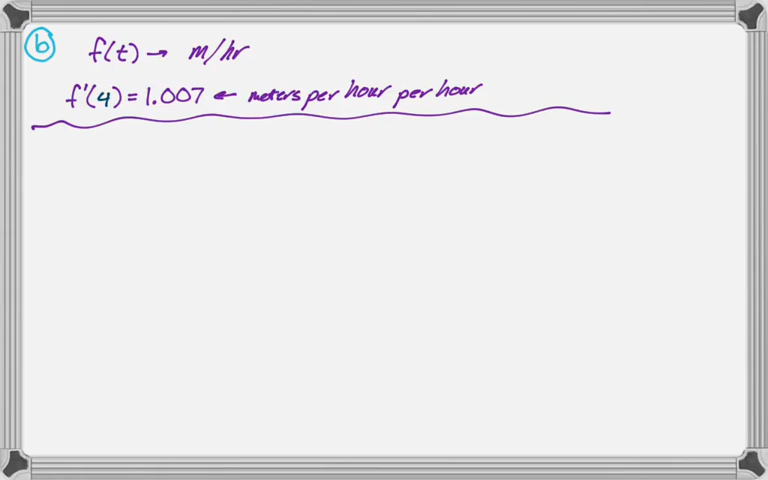 b f(t) → m/hr
f'(4) = 1.007 ← meters per hour per hour